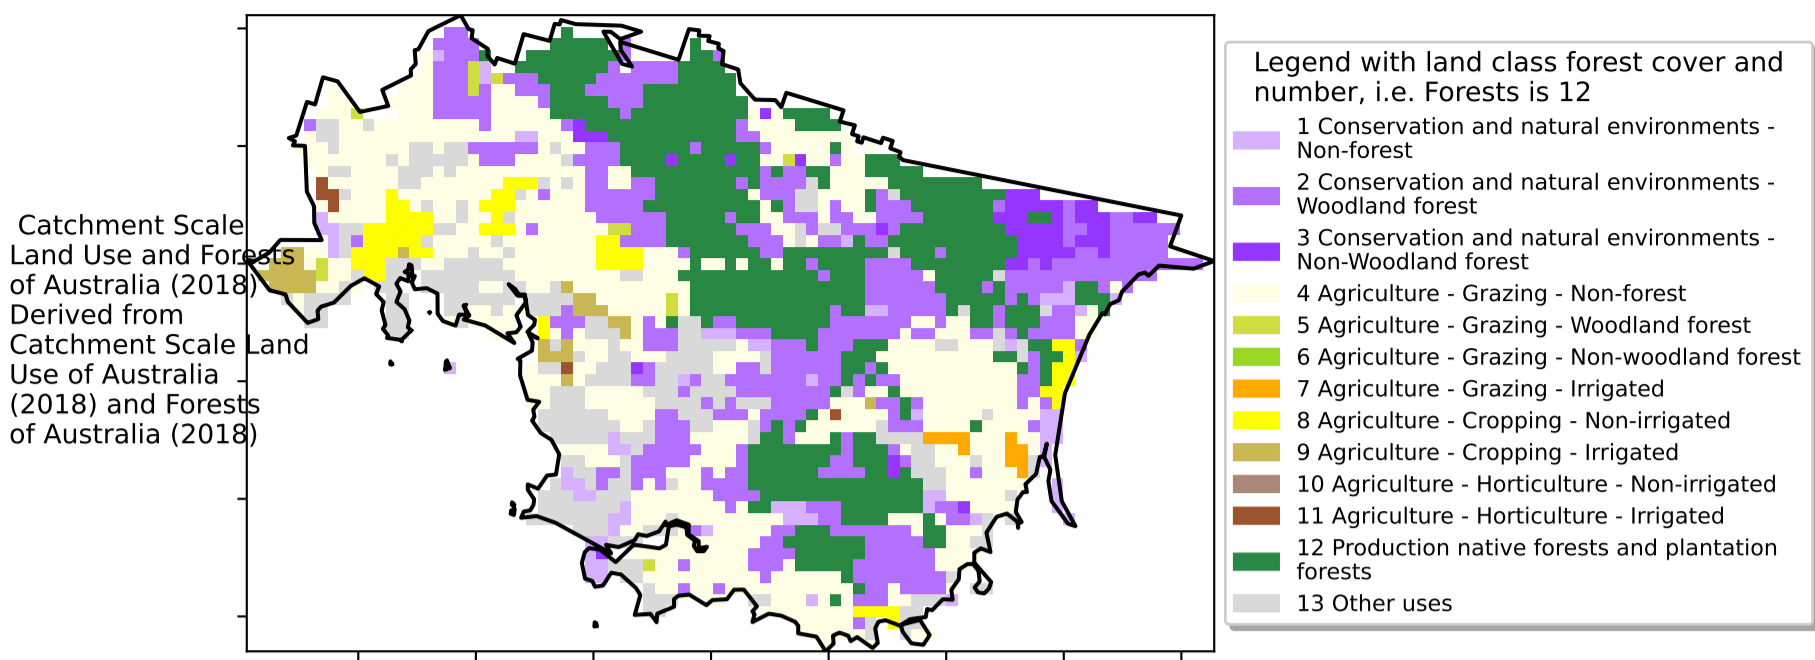 Catchment Scale
Land Use and Forests
of Australia (2018)
Derived from
Catchment Scale Land
Use of Australia
(2018) and Forests
of Australia (2018)
Legend with land class forest cover and
number, i.e. Forests is 12
1 Conservation and natural environments -
Non-forest
2 Conservation and natural environments -
Woodland forest
3 Conservation and natural environments -
Non-Woodland forest
4 Agriculture - Grazing - Non-forest
5 Agriculture - Grazing - Woodland forest
6 Agriculture - Grazing - Non-woodland forest
7 Agriculture - Grazing - Irrigated
8 Agriculture - Cropping - Non-irrigated
9 Agriculture - Cropping - Irrigated
10 Agriculture - Horticulture - Non-irrigated
11 Agriculture - Horticulture - Irrigated
12 Production native forests and plantation
forests
13 Other uses